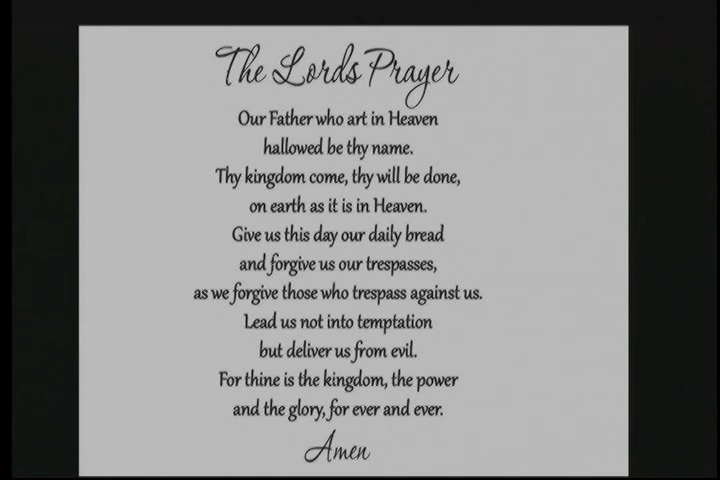 The Lords Prayer
Our Father who art in Heaven
hallowed be thy name.
Thy kingdom come, thy will be done,
on earth as it is in Heaven.
Give us this day our daily bread
and forgive us our trespasses,
as we forgive those who trespass against us.
Lead us not into temptation
but deliver us from evil.
For thine is the kingdom, the power
and the glory, for ever and ever.
Amen